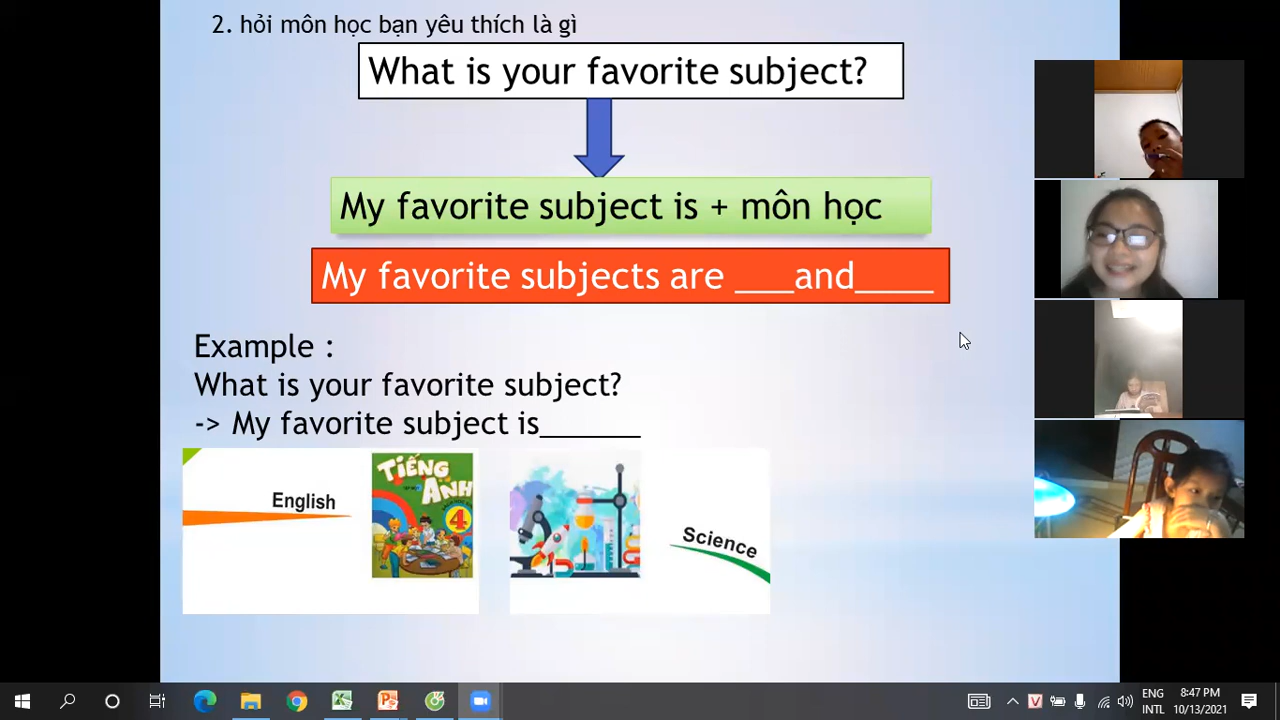 2. hỏi môn học bạn yêu thích là gì
What is your favorite subject?
My favorite subject is + môn học
My favorite subjects are ___and____
Example :
What is your favorite subject?
-> My favorite subject is______
English
TIẾNG
ANH
4
Science
ENG
INTL
8:47 PM
10/13/2021